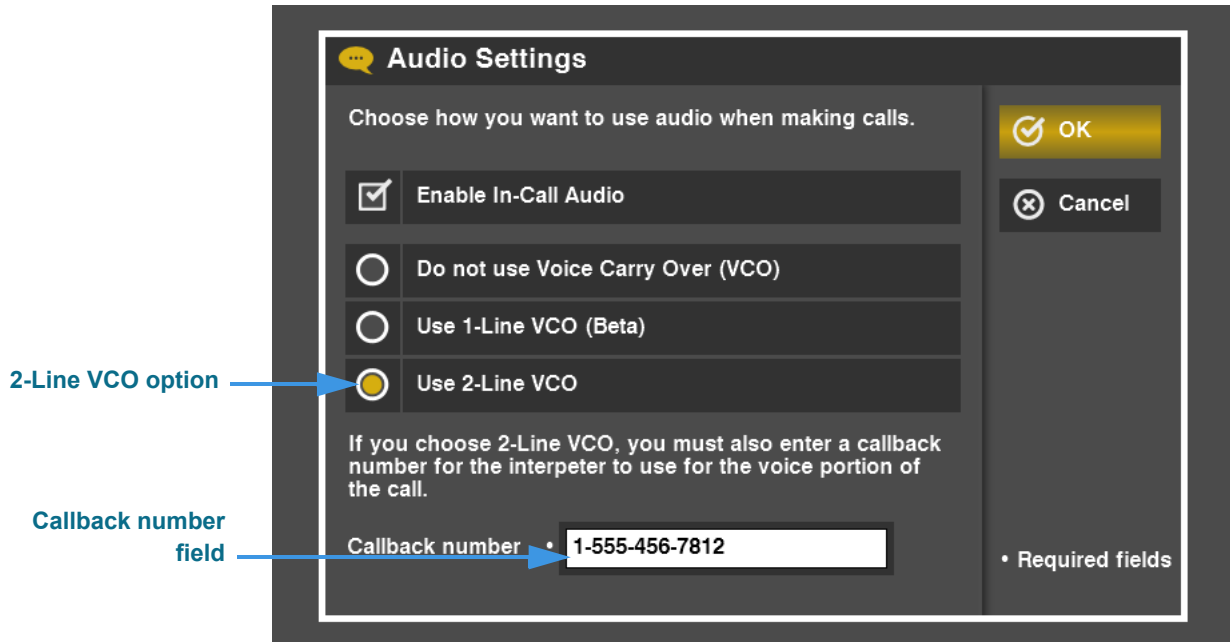 Audio Settings
Choose how you want to use audio when making calls.
OK
Enable In-Call Audio
Cancel
Do not use Voice Carry Over (VCO)
Use 1-Line VCO (Beta)
2-Line VCO option
Use 2-Line VCO
If you choose 2-Line VCO, you must also enter a callback
number for the interpeter to use for the voice portion of
the call.
Callback number
field
Callback number • 1-555-456-7812
• Required fields